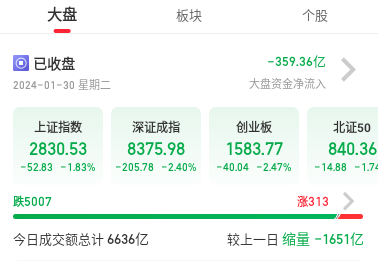 大盘 板块 个股
已收盘 -359.36亿
2024-01-30 星期二 大盘资金净流入
上证指数 深证成指 创业板 北证50
2830.53 8375.98 1583.77 840.36
-52.83 -1.83% -205.78 -2.40% -40.04 -2.47% -14.88 -1.74
跌5007 涨313
今日成交额总计 6636亿 较上一日 缩量 -1651亿